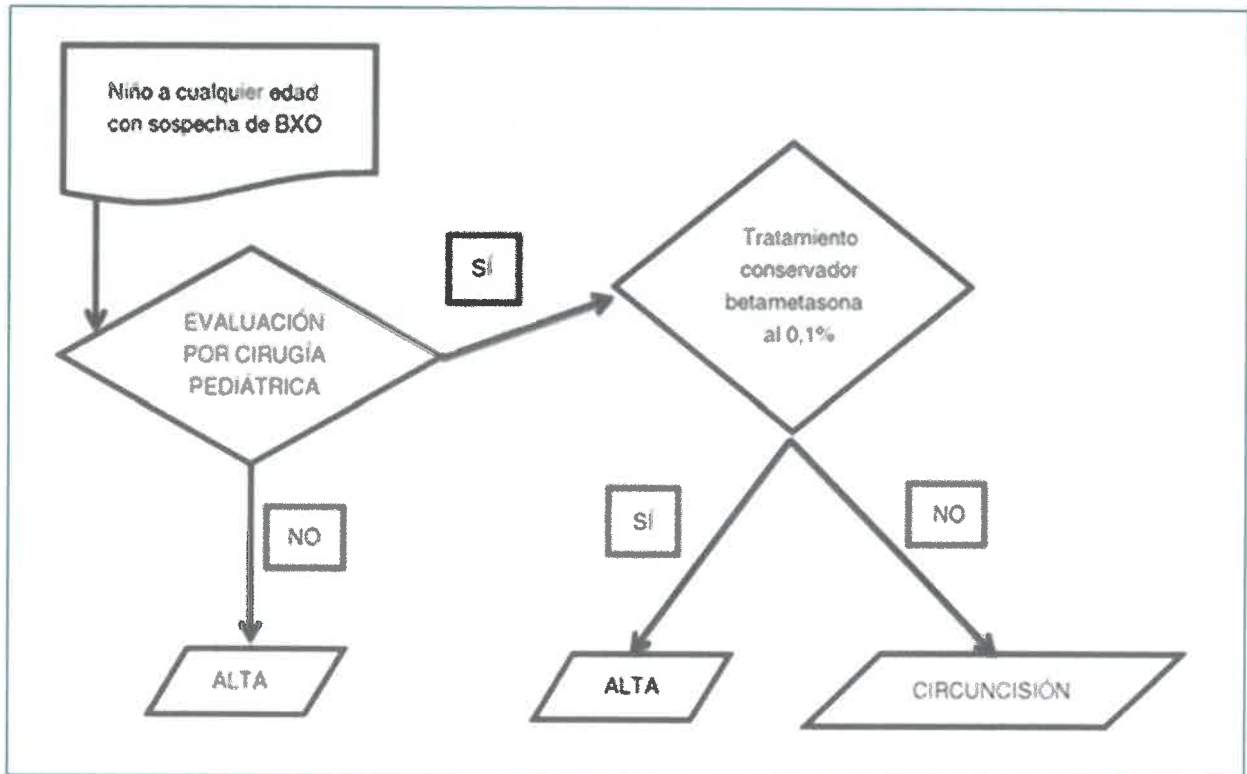 Niño a cualquier edad
con sospecha de BXO
EVALUACIÓN
POR CIRUGÍA
PEDIÁTRICA
SÍ
Tratamiento
conservador
betametasona
al 0,1%
NO
ALTA
SÍ
NO
ALTA
CIRCUNCISIÓN